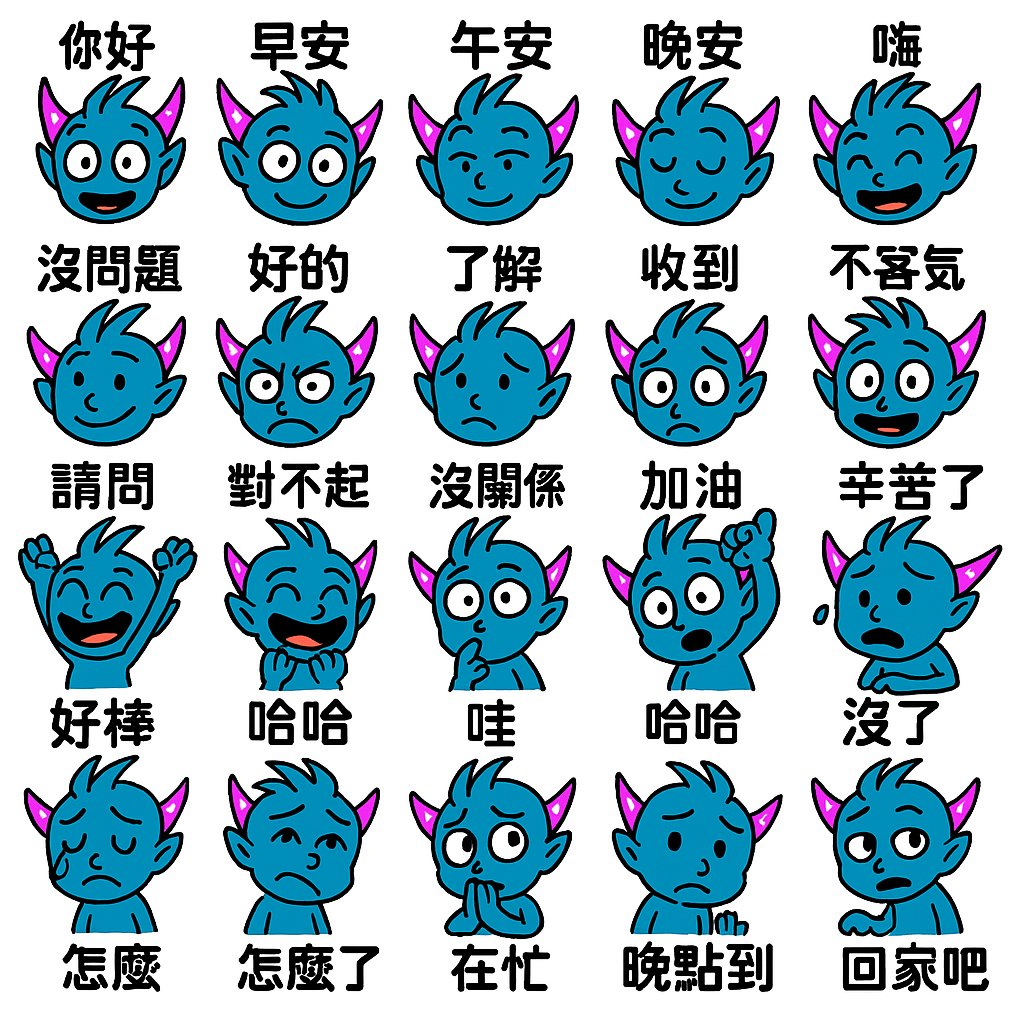 你好 早安 午安 晚安 嗨
沒問題 好的 了解 收到 不客気
請問 對不起 沒關係 加油 辛苦了
好棒 哈哈 哇 哈哈 沒了
怎麼 怎麼了 在忙 晚點到 回家吧